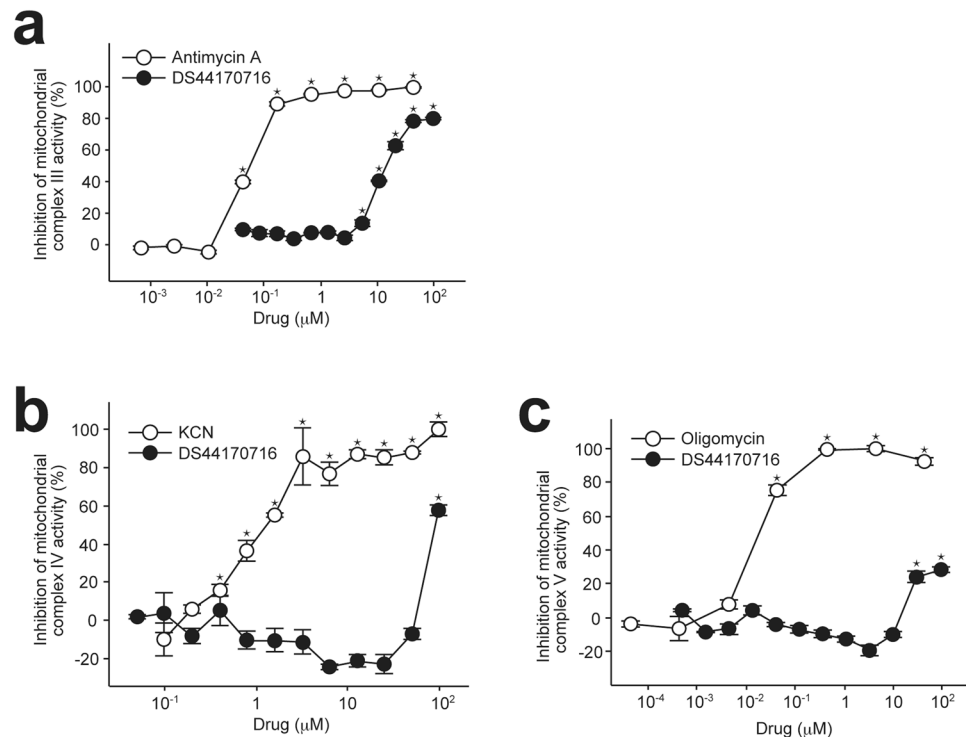 a
Antimycin A
DS44170716
Inhibition of mitochondrial
complex III activity (%)
100
80
60
40
20
0
10⁻³
10⁻²
10⁻¹
1
10
10²
Drug (μM)
b
KCN
DS44170716
Inhibition of mitochondrial
complex IV activity (%)
100
80
60
40
20
0
-20
10⁻¹
1
10
10²
Drug (μM)
c
Oligomycin
DS44170716
Inhibition of mitochondrial
complex V activity (%)
100
80
60
40
20
0
-20
10⁻⁴
10⁻³
10⁻²
10⁻¹
1
10
10²
Drug (μM)